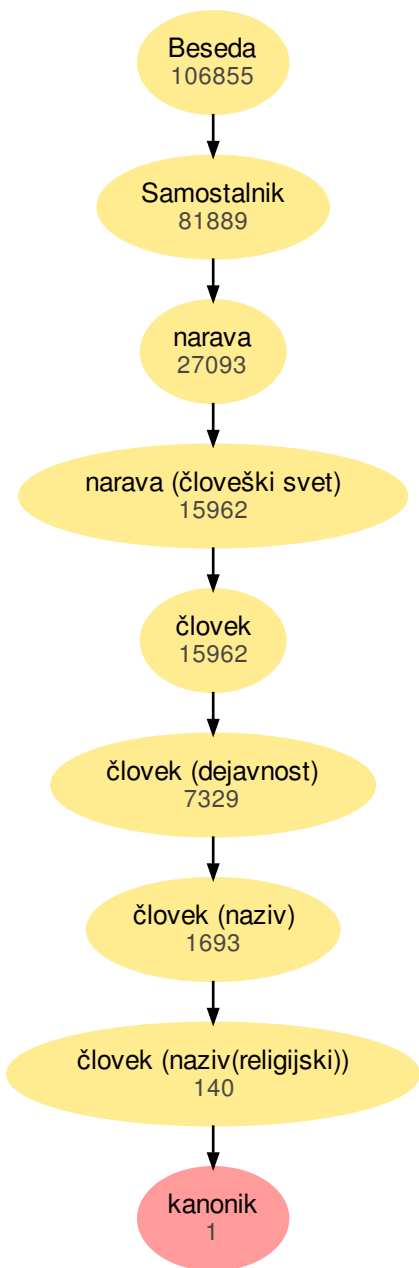 Beseda
106855
Samostalnik
81889
narava
27093
narava (človeški svet)
15962
človek
15962
človek (dejavnost)
7329
človek (naziv)
1693
človek (naziv(religijski))
140
kanonik
1